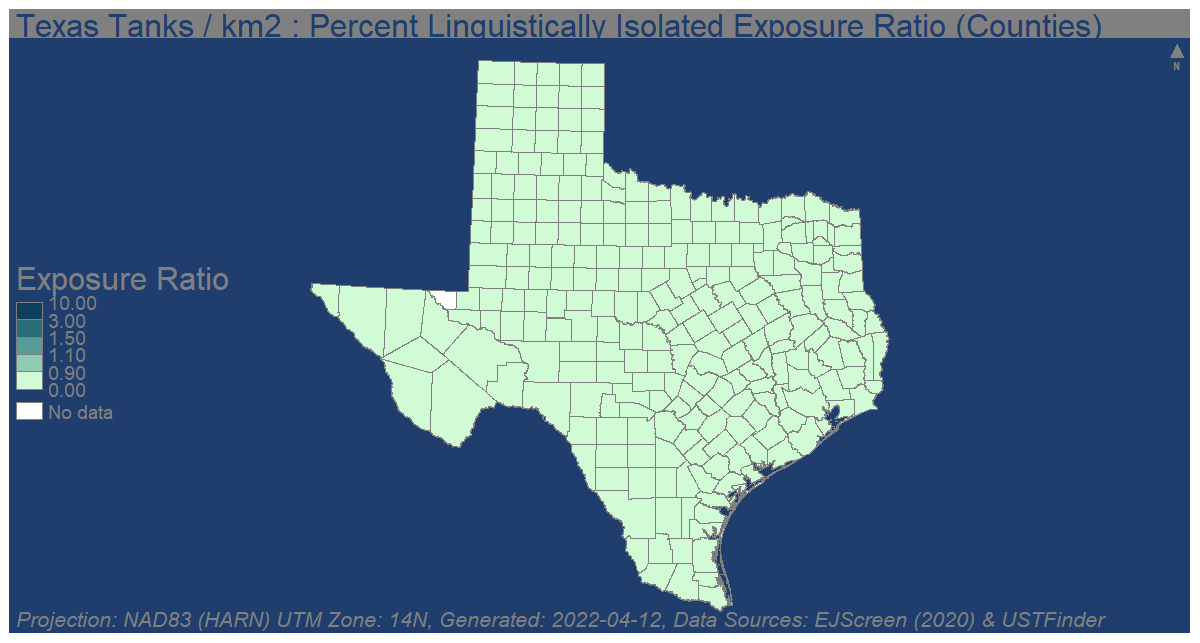 Texas Tanks / km2 : Percent Linguistically Isolated Exposure Ratio (Counties)
N
Exposure Ratio
10.00
3.00
1.50
1.10
0.90
0.00
No data
Projection: NAD83 (HARN) UTM Zone: 14N, Generated: 2022-04-12, Data Sources: EJScreen (2020) & USTFinder